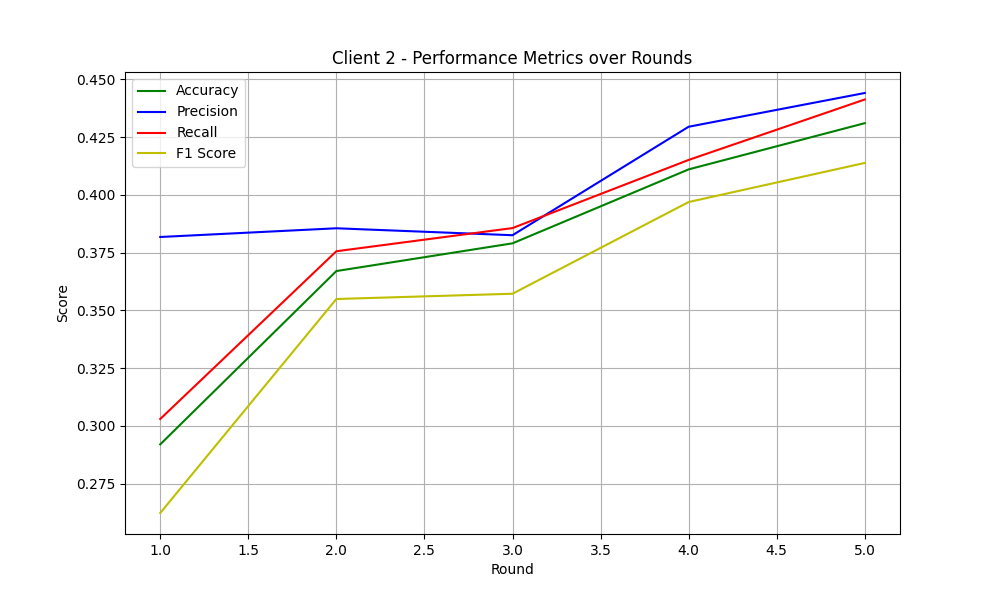 Client 2 - Performance Metrics over Rounds
0.450
0.425
0.400
0.375
0.350
0.325
0.300
0.275
Score
Accuracy
Precision
Recall
F1 Score
1.0 1.5 2.0 2.5 3.0 3.5 4.0 4.5 5.0
Round